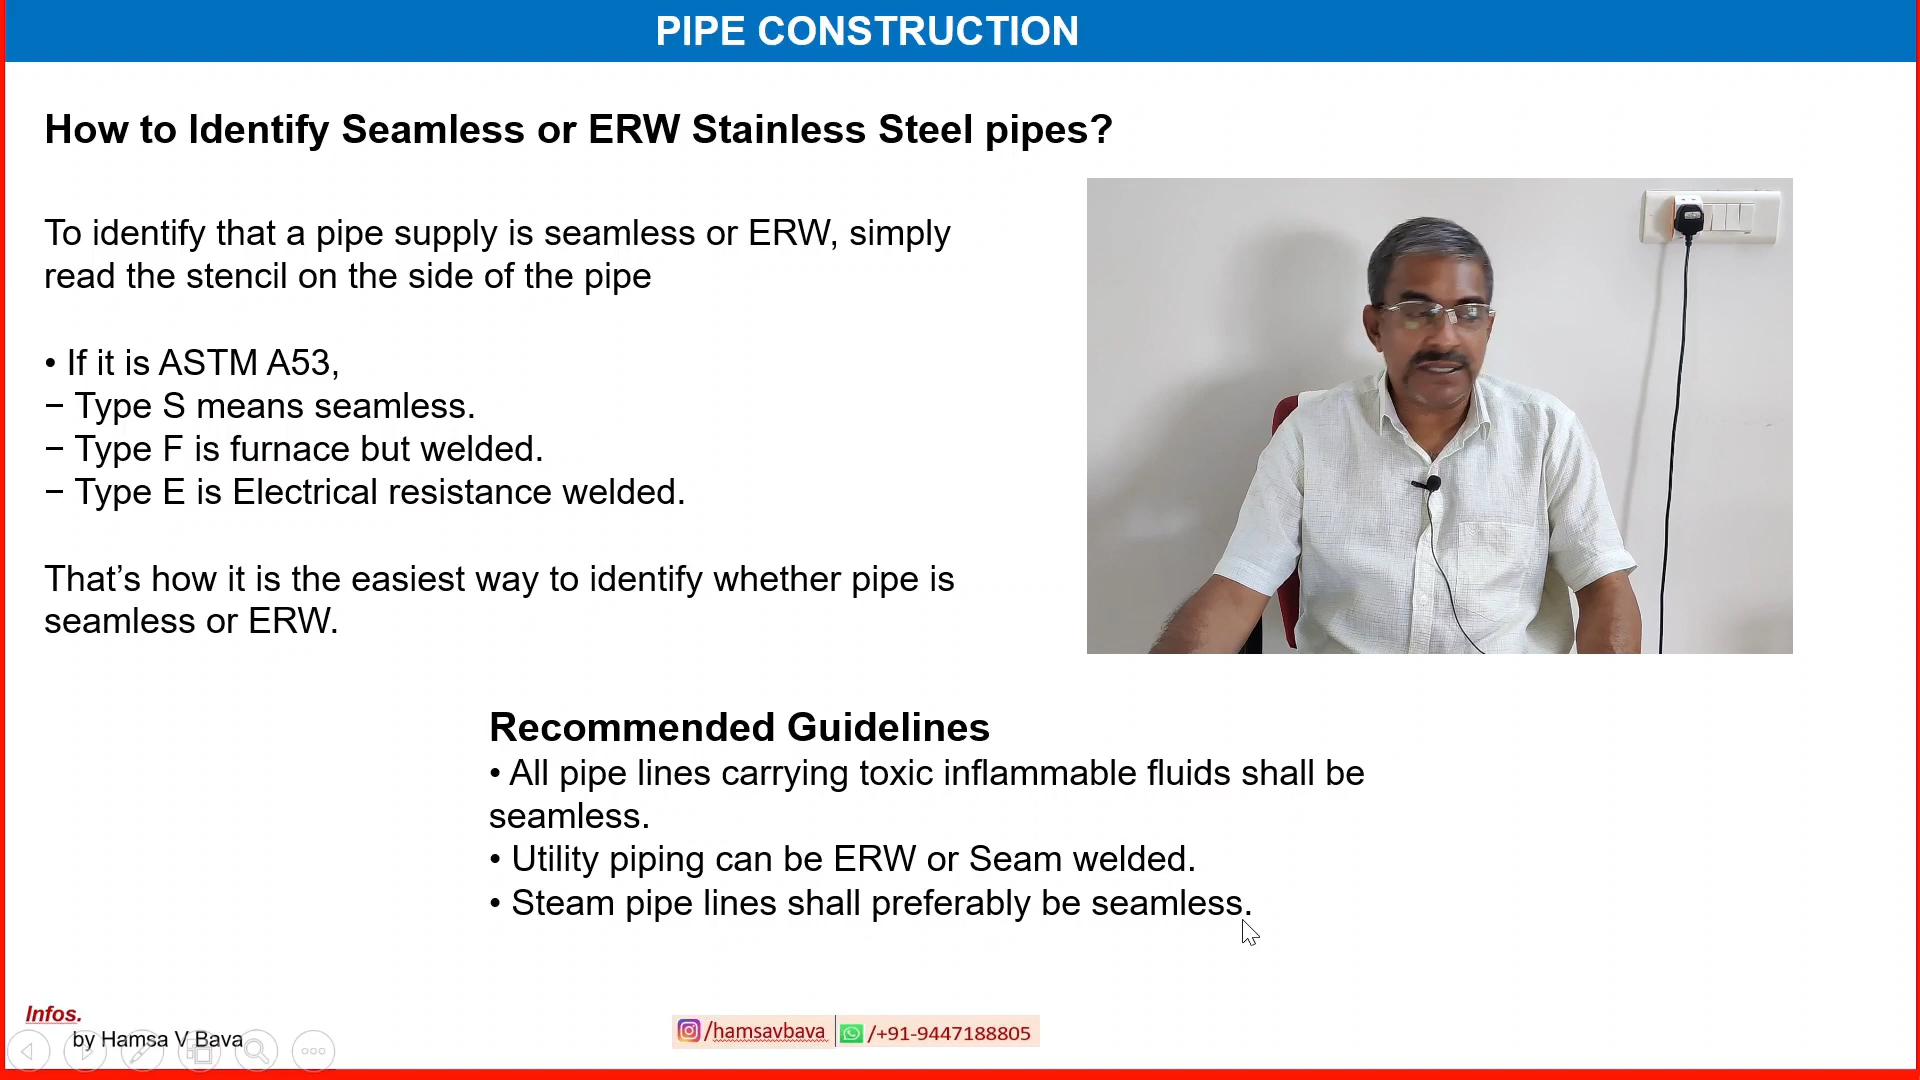 PIPE CONSTRUCTION
How to Identify Seamless or ERW Stainless Steel pipes?
To identify that a pipe supply is seamless or ERW, simply
read the stencil on the side of the pipe
• If it is ASTM A53,
− Type S means seamless.
− Type F is furnace but welded.
− Type E is Electrical resistance welded.
That’s how it is the easiest way to identify whether pipe is
seamless or ERW.
Recommended Guidelines
• All pipe lines carrying toxic inflammable fluids shall be
seamless.
• Utility piping can be ERW or Seam welded.
• Steam pipe lines shall preferably be seamless.
Infos.
by Hamsa V Bava
/hamsavbava /+91-9447188805